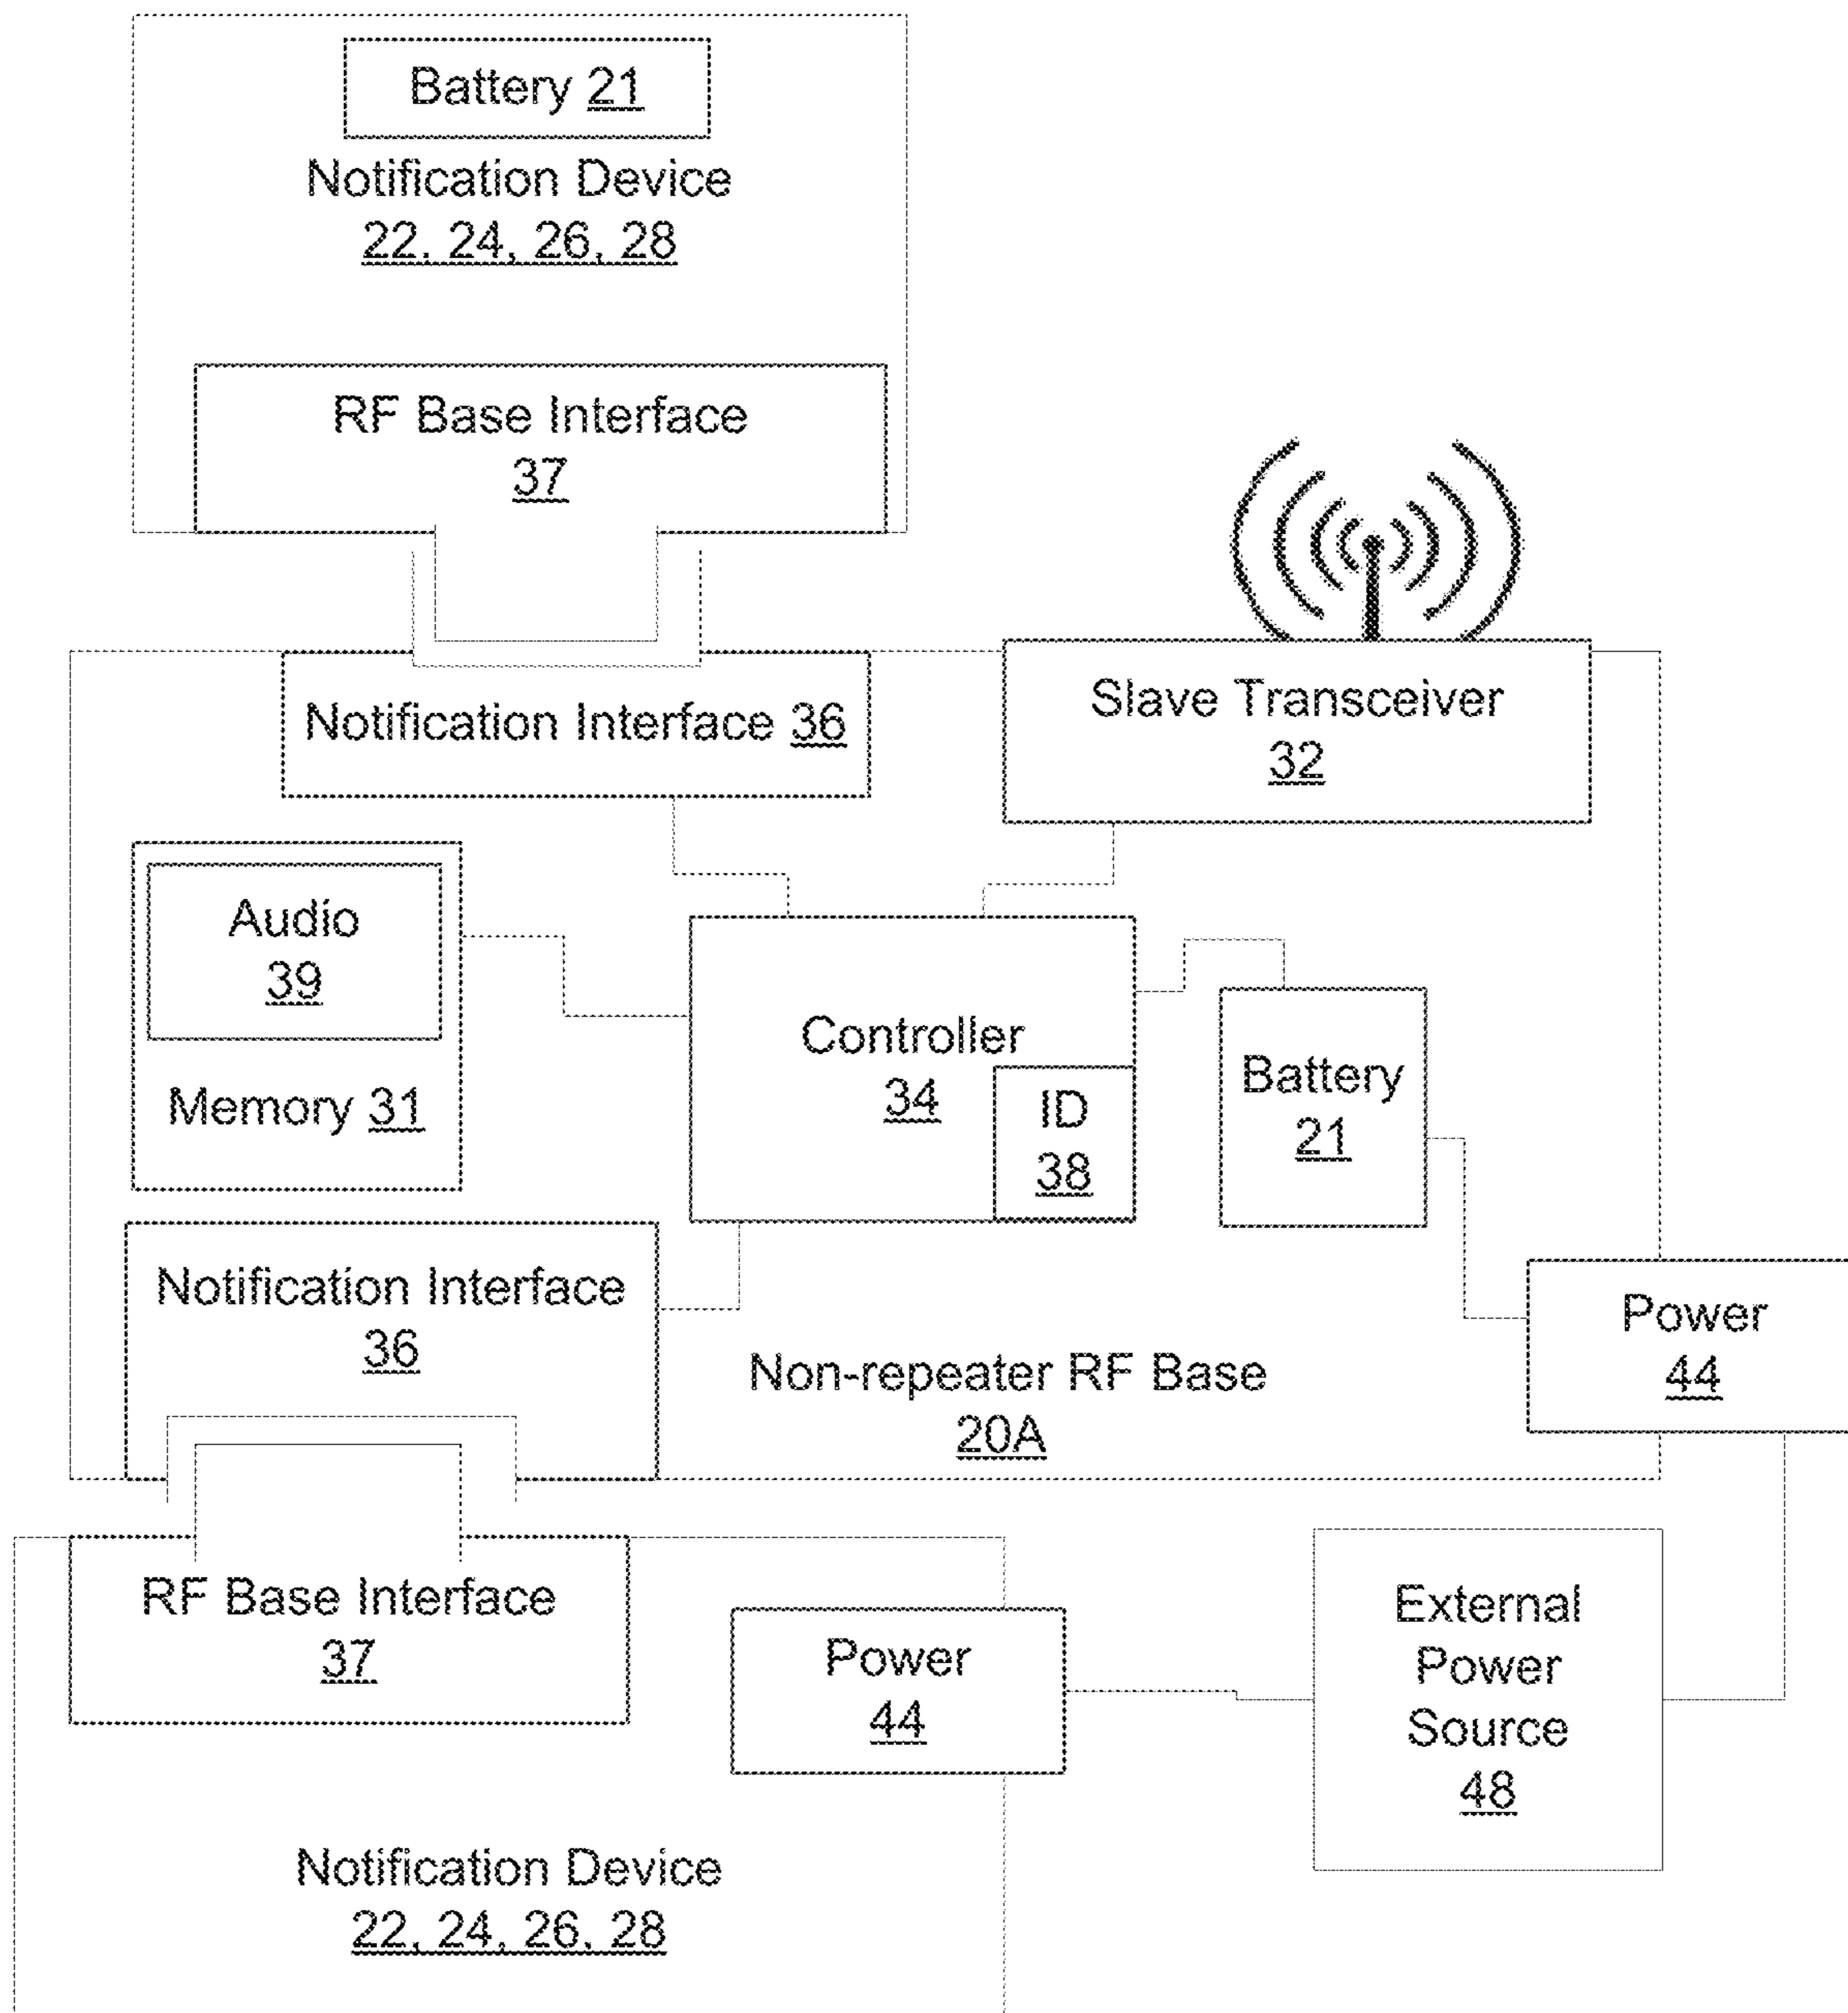 Battery 21
Notification Device
22, 24, 26, 28
RF Base Interface
37
Notification Interface 36
Slave Transceiver
32
Audio
39
Memory 31
Controller
34
ID
38
Battery
21
Notification Interface
36
Non-repeater RF Base
20A
Power
44
RF Base Interface
37
Power
44
External
Power
Source
48
Notification Device
22, 24, 26, 28